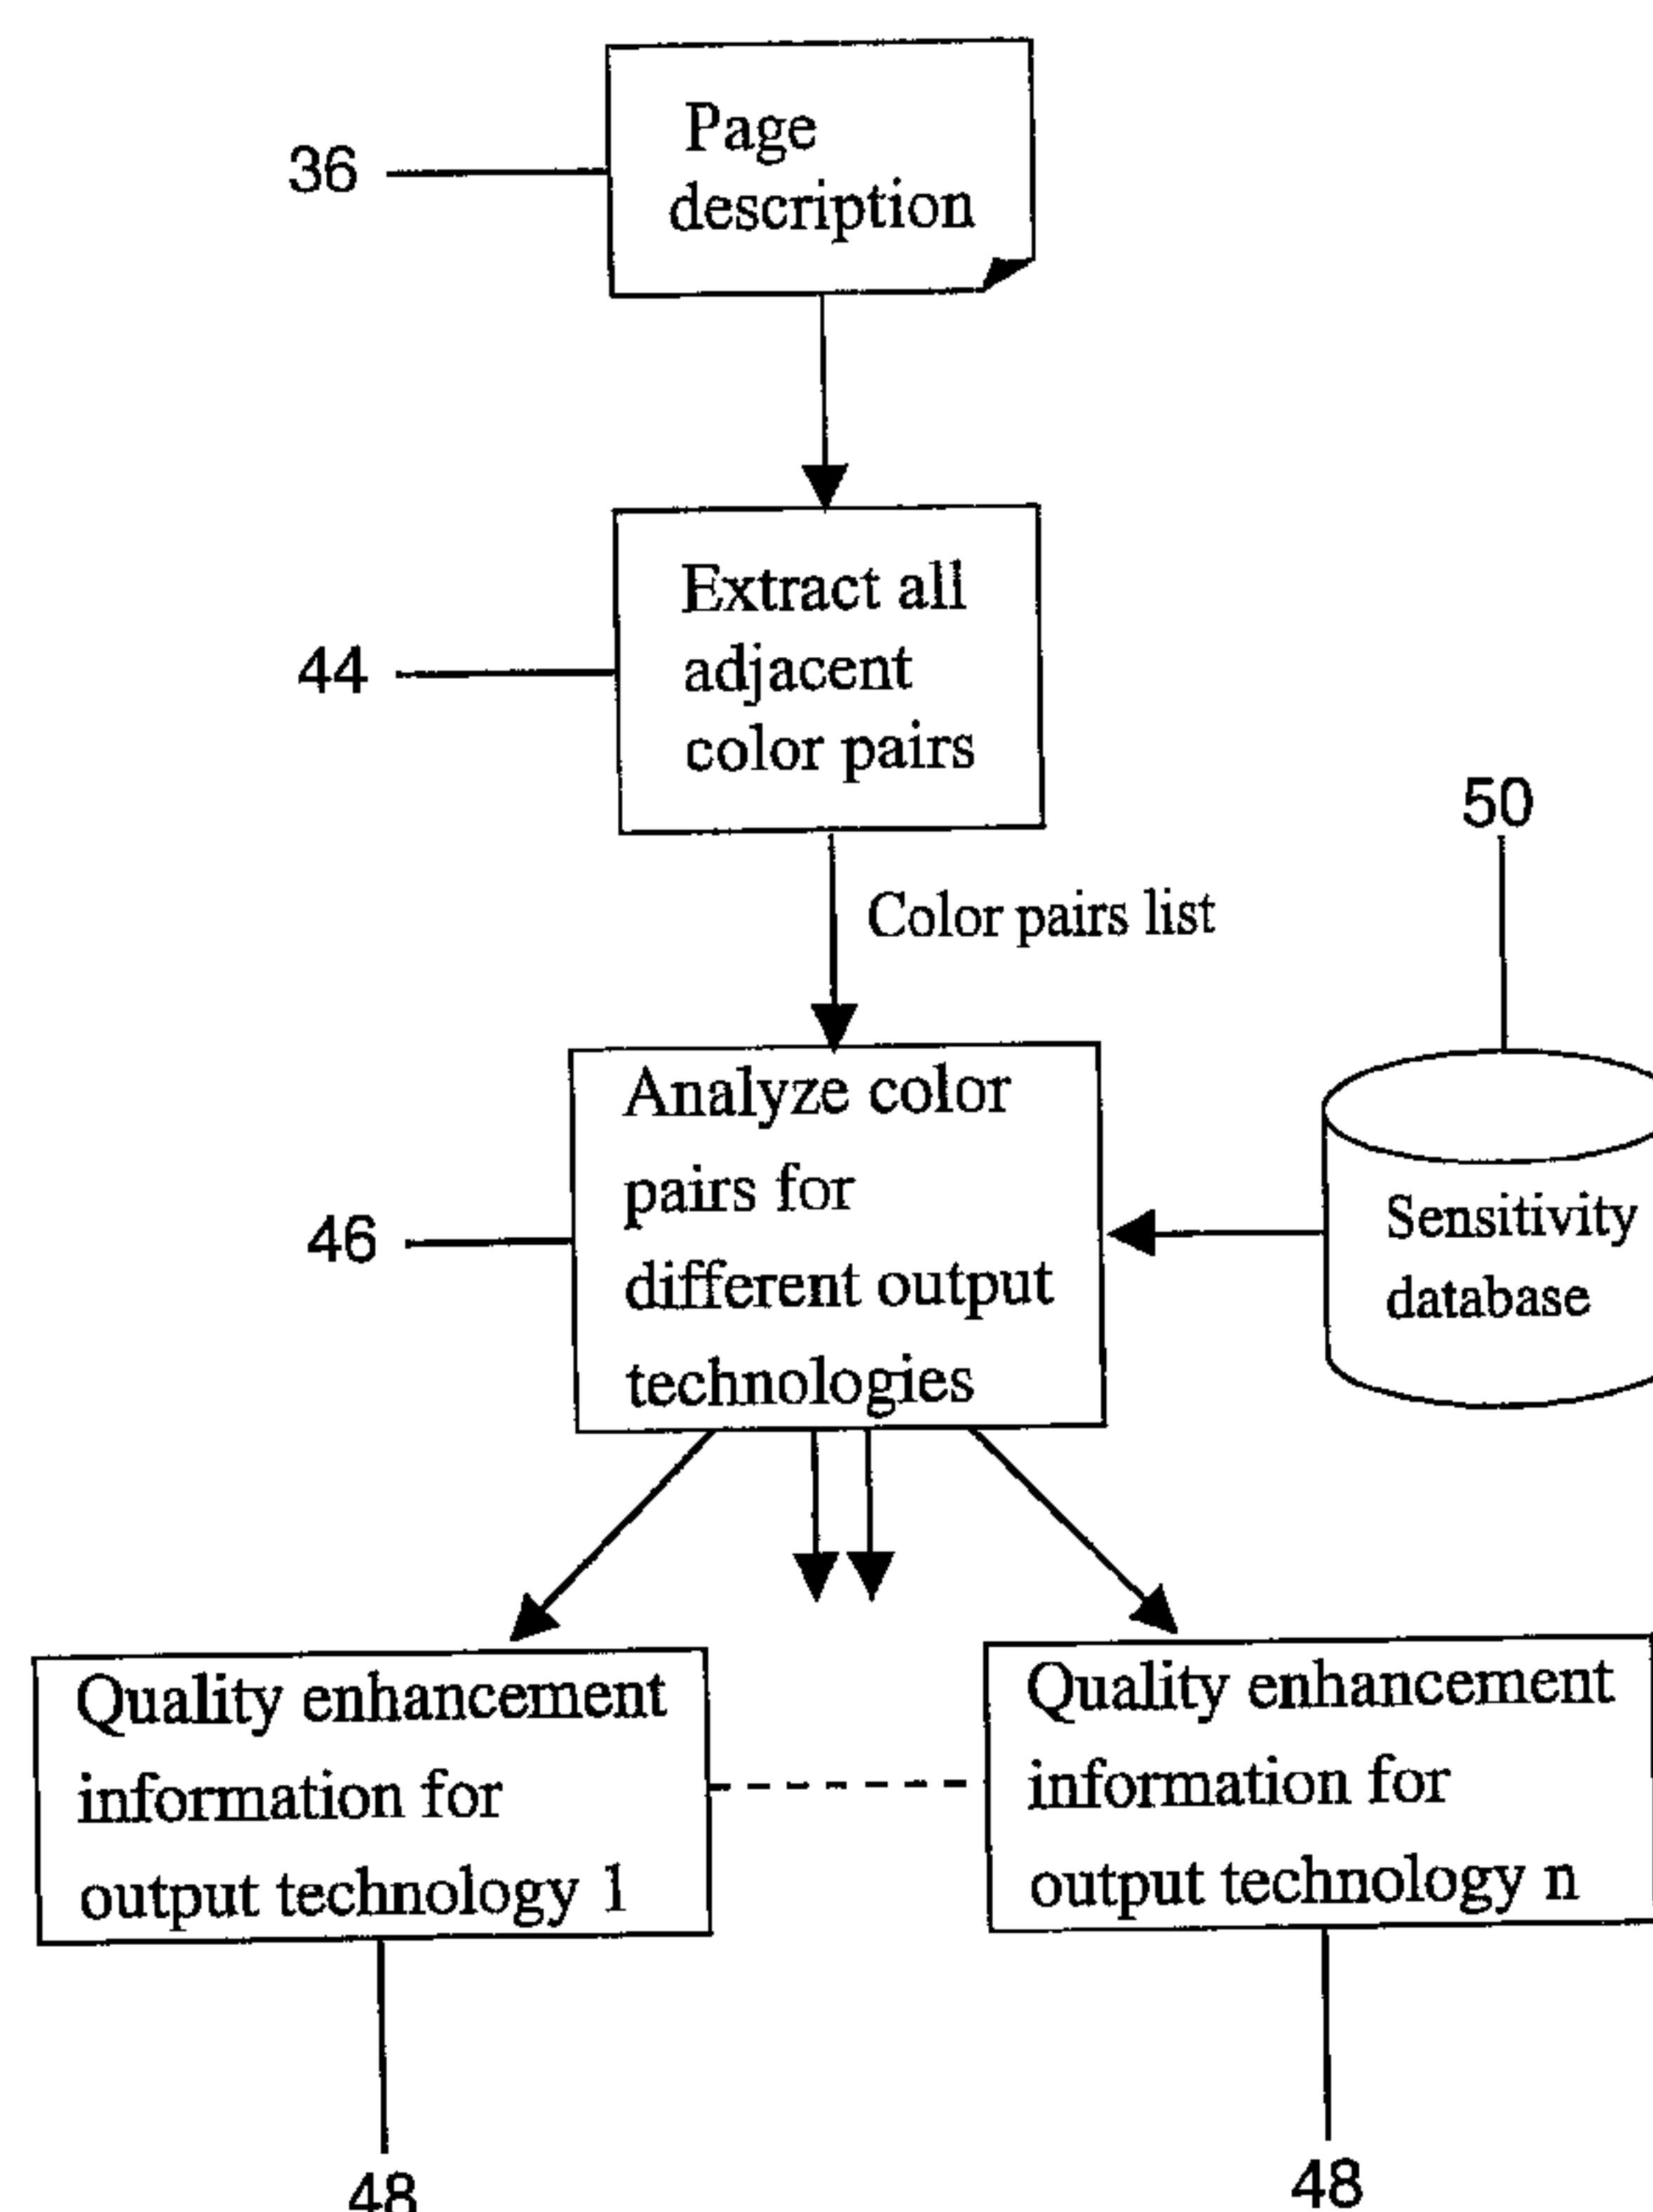 Page
description
36
Extract all
adjacent
color pairs
44
50
Color pairs list
Analyze color
pairs for
different output
technologies
46
Sensitivity
database
Quality enhancement
information for
output technology 1
Quality enhancement
information for
output technology n
48
48